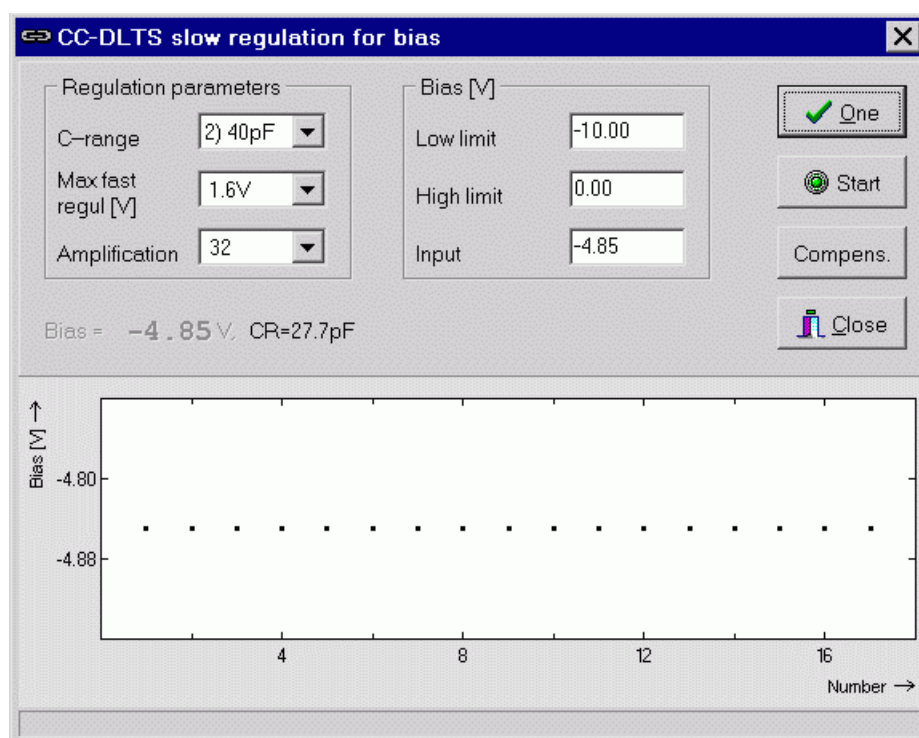 CC-DLTS slow regulation for bias
Regulation parameters
C-range
2) 40pF
Max fast
regul [V]
1.6V
Amplification
32
Bias [V]
Low limit
-10.00
High limit
0.00
Input
-4.85
One
Start
Compens.
Close
Bias = -4.85 V, CR=27.7pF
Bias [V] →
-4.80
-4.88
4 8 12 16
Number →